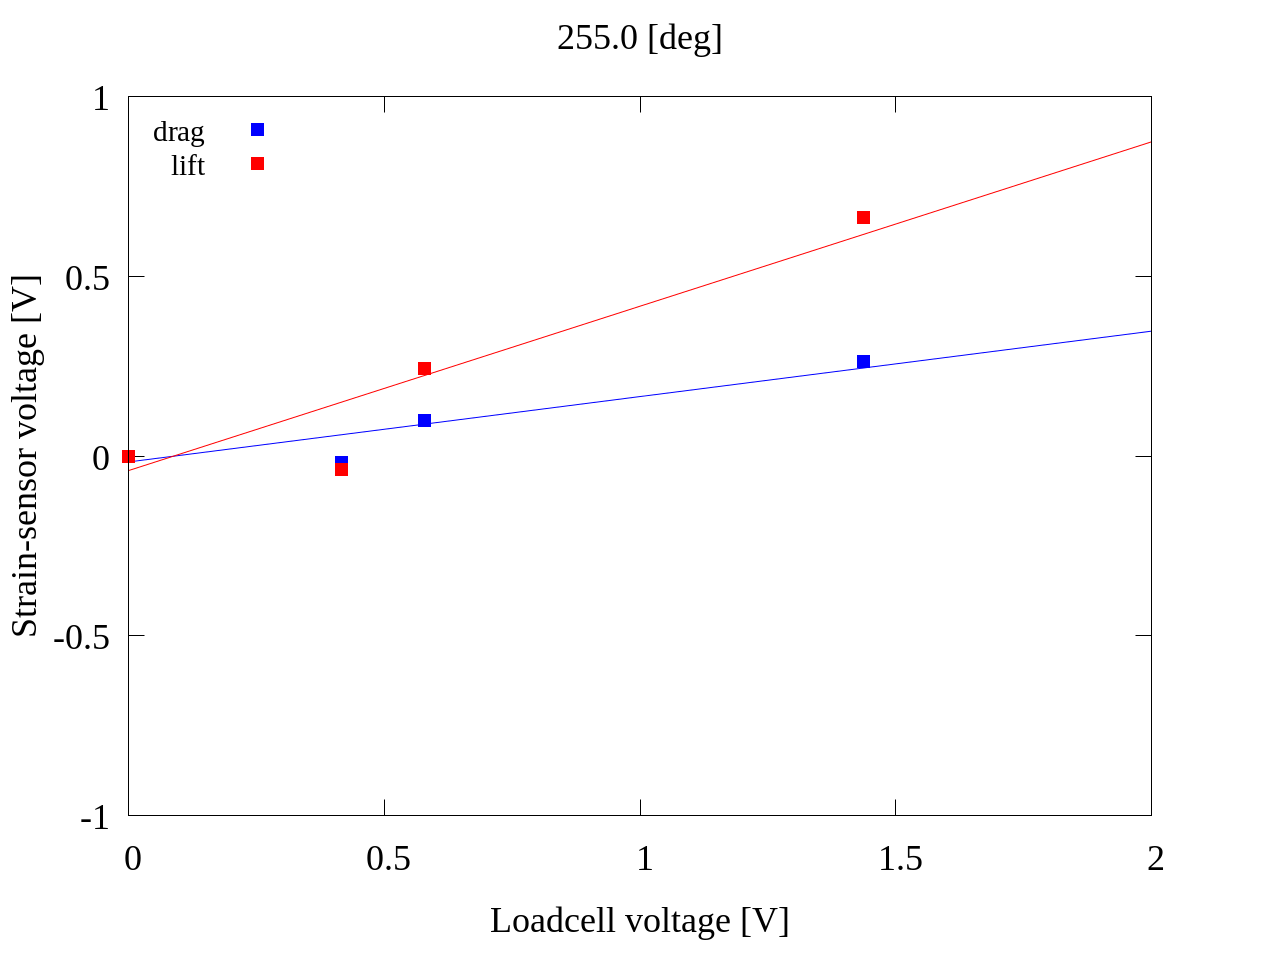 255.0 [deg]
drag
lift
1
0.5
0
-0.5
-1
Strain-sensor voltage [V]
0 0.5 1 1.5 2
Loadcell voltage [V]